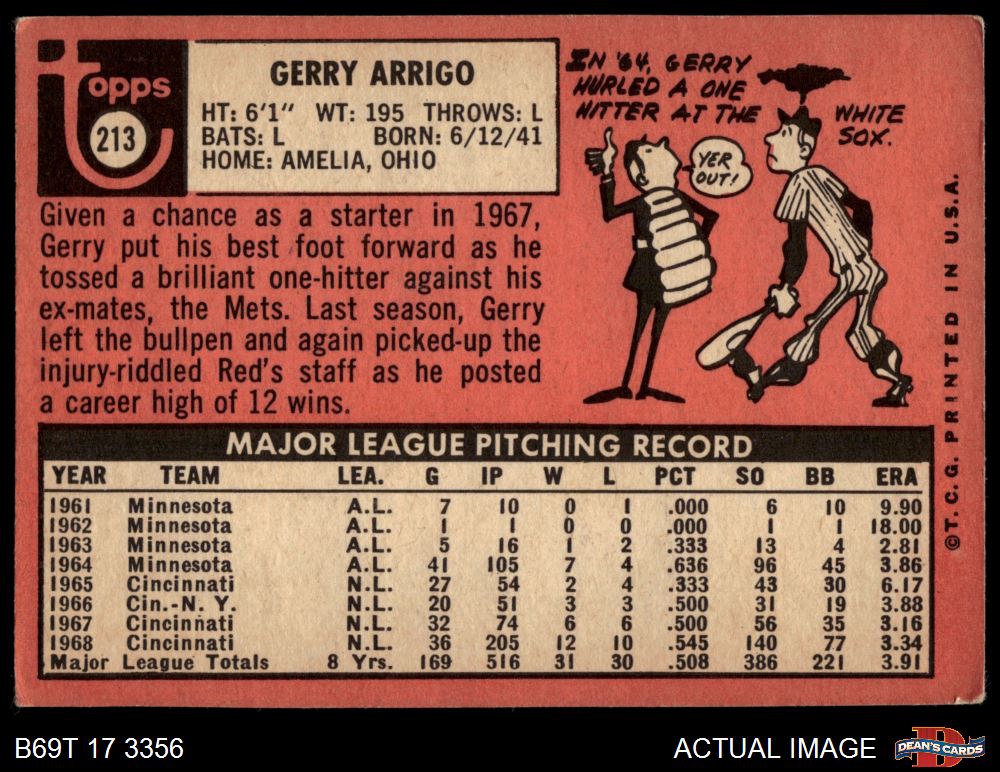 Topps
213
GERRY ARRIGO
HT: 6'1" WT: 195 THROWS: L
BATS: L BORN: 6/12/41
HOME: AMELIA, OHIO
IN '64, GERRY
HURLED A ONE
HITTER AT THE WHITE
SOX.
YER
OUT!
Given a chance as a starter in 1967,
Gerry put his best foot forward as he
tossed a brilliant one-hitter against his
ex-mates, the Mets. Last season, Gerry
left the bullpen and again picked-up the
injury-riddled Red's staff as he posted
a career high of 12 wins.
©T.C.G. PRINTED IN U.S.A.
MAJOR LEAGUE PITCHING RECORD
YEAR TEAM LEA. G IP W L PCT SO BB ERA
1961 Minnesota A.L. 7 10 0 1 .000 6 10 9.90
1962 Minnesota A.L. 1 1 0 0 .000 1 1 18.00
1963 Minnesota A.L. 5 16 1 2 .333 13 4 2.81
1964 Minnesota A.L. 41 105 7 4 .636 96 45 3.86
1965 Cincinnati N.L. 27 54 2 4 .333 43 30 6.17
1966 Cin.-N. Y. N.L. 20 51 3 3 .500 31 19 3.88
1967 Cincinnati N.L. 32 74 6 6 .500 56 35 3.16
1968 Cincinnati N.L. 36 205 12 10 .545 140 77 3.34
Major League Totals 8 Yrs. 169 516 31 30 .508 386 221 3.91
B69T 17 3356
ACTUAL IMAGE
D
DEAN'S CARDS